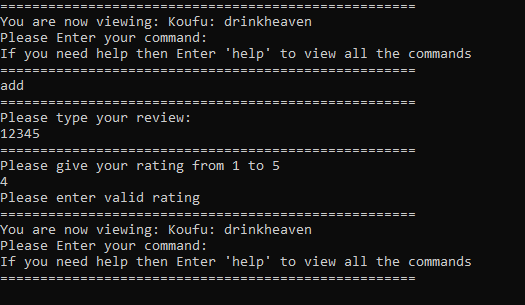 ====================================================
You are now viewing: Koufu: drinkheaven
Please Enter your command:
If you need help then Enter 'help' to view all the commands
====================================================
add
====================================================
Please type your review:
12345
====================================================
Please give your rating from 1 to 5
4
Please enter valid rating
====================================================
You are now viewing: Koufu: drinkheaven
Please Enter your command:
If you need help then Enter 'help' to view all the commands
====================================================